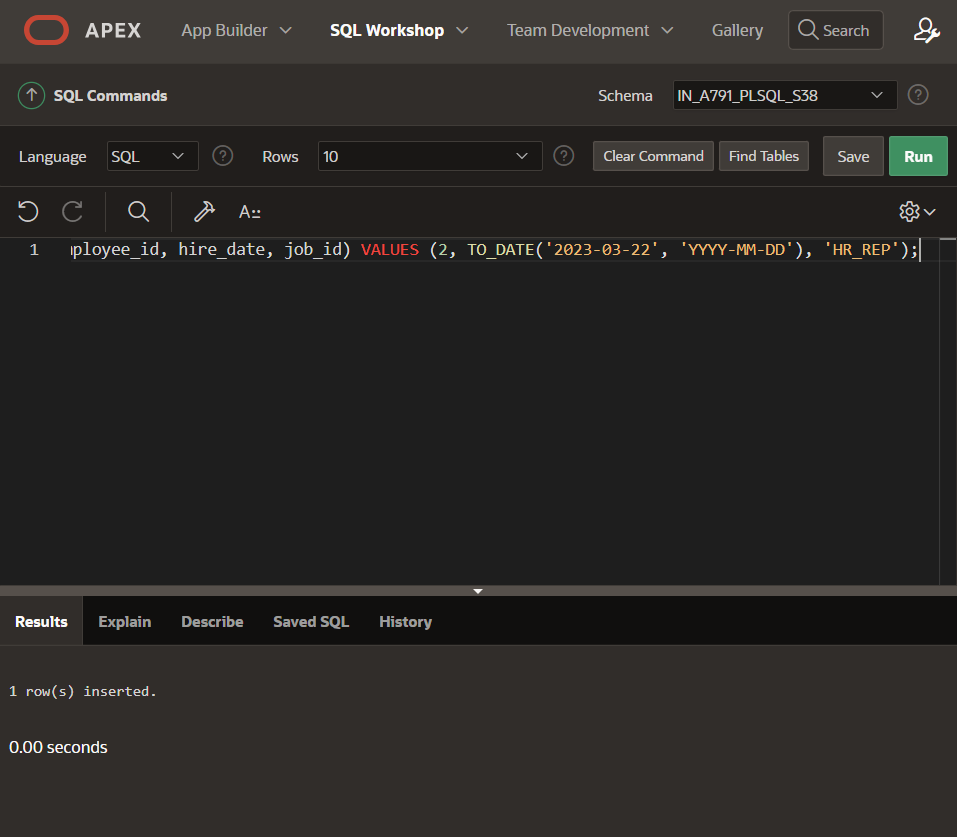 APEX App Builder SQL Workshop Team Development Gallery Search
SQL Commands Schema IN_A791_PLSQL_S38 ?
Language SQL ? Rows 10 ? Clear Command Find Tables Save Run
A::
1 ployee_id, hire_date, job_id) VALUES (2, TO_DATE('2023-03-22', 'YYYY-MM-DD'), 'HR_REP');
Results Explain Describe Saved SQL History
1 row(s) inserted.
0.00 seconds